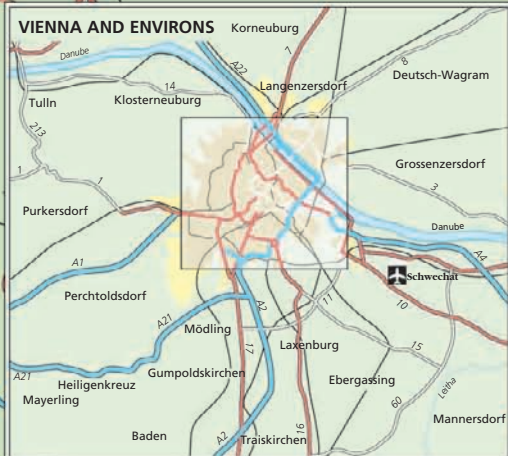 VIENNA AND ENVIRONS
Korneuburg
Danube
A22
7
8
Langenzersdorf
Deutsch-Wagram
14
Tulln
Klosterneuburg
213
Grossenzersdorf
1
1
3
Purkersdorf
Danube
A4
A1
Schwechat
Perchtoldsdorf
10
A2
11
A21
Mödling
17
Laxenburg
15
Gumpoldskirchen
A21
Heiligenkreuz
Ebergassing
Leitha
Mayerling
60
Mannersdorf
Baden
16
A2
Traiskirchen